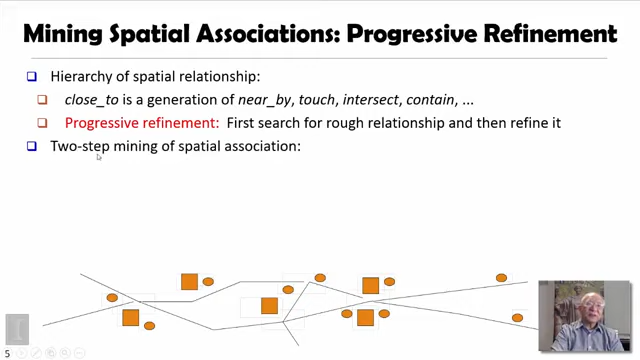 Mining Spatial Associations: Progressive Refinement
Hierarchy of spatial relationship:
close_to is a generation of near_by, touch, intersect, contain, ...
Progressive refinement: First search for rough relationship and then refine it
Two-step mining of spatial association:
5